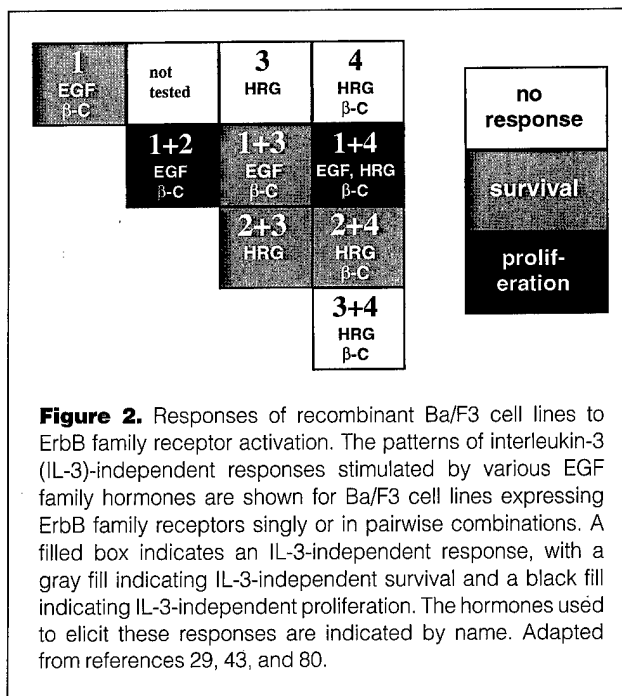 1
EGF
β-C
not
tested
3
HRG
4
HRG
β-C
1+2
EGF
β-C
1+3
EGF
β-C
1+4
EGF, HRG
β-C
2+3
HRG
2+4
HRG
β-C
3+4
HRG
β-C
no
response
survival
prolif-
eration
Figure 2. Responses of recombinant Ba/F3 cell lines to
ErbB family receptor activation. The patterns of interleukin-3
(IL-3)-independent responses stimulated by various EGF
family hormones are shown for Ba/F3 cell lines expressing
ErbB family receptors singly or in pairwise combinations. A
filled box indicates an IL-3-independent response, with a
gray fill indicating IL-3-independent survival and a black fill
indicating IL-3-independent proliferation. The hormones used
to elicit these responses are indicated by name. Adapted
from references 29, 43, and 80.